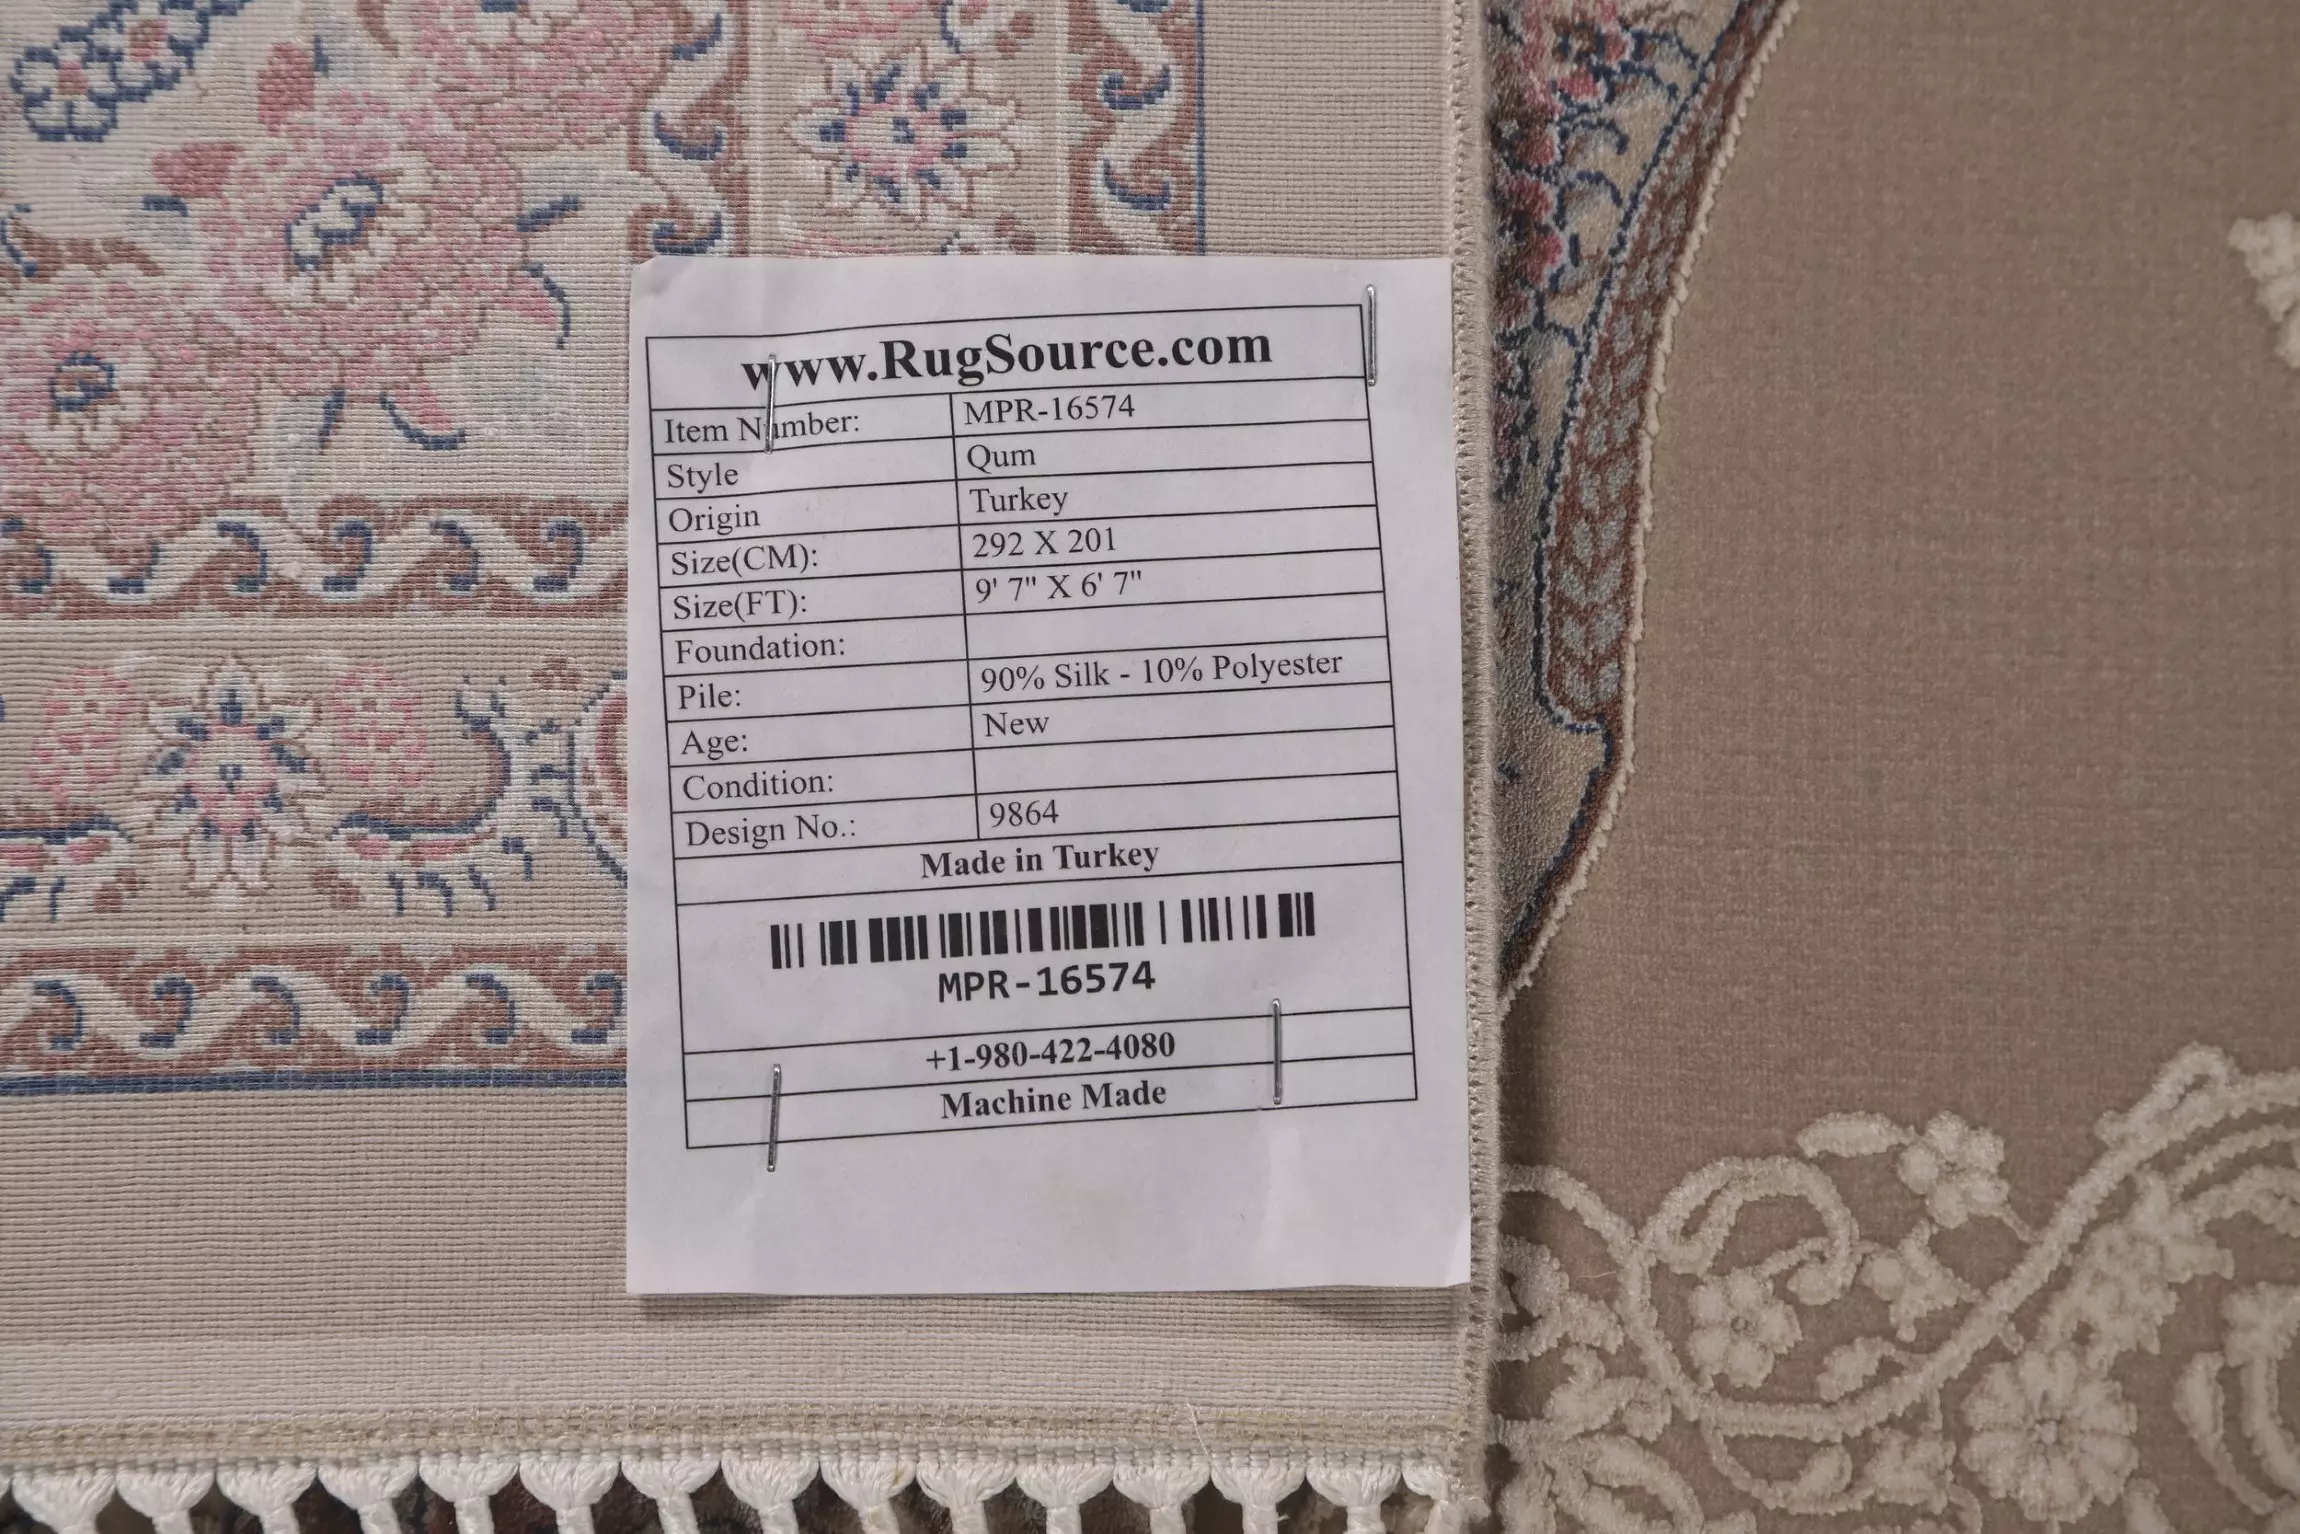 www.RugSource.com
Item Number: MPR-16574
Style Qum
Origin Turkey
Size(CM): 292 X 201
Size(FT): 9' 7" X 6' 7"
Foundation:
Pile: 90% Silk - 10% Polyester
Age: New
Condition:
Design No.: 9864
Made in Turkey
MPR-16574
+1-980-422-4080
Machine Made